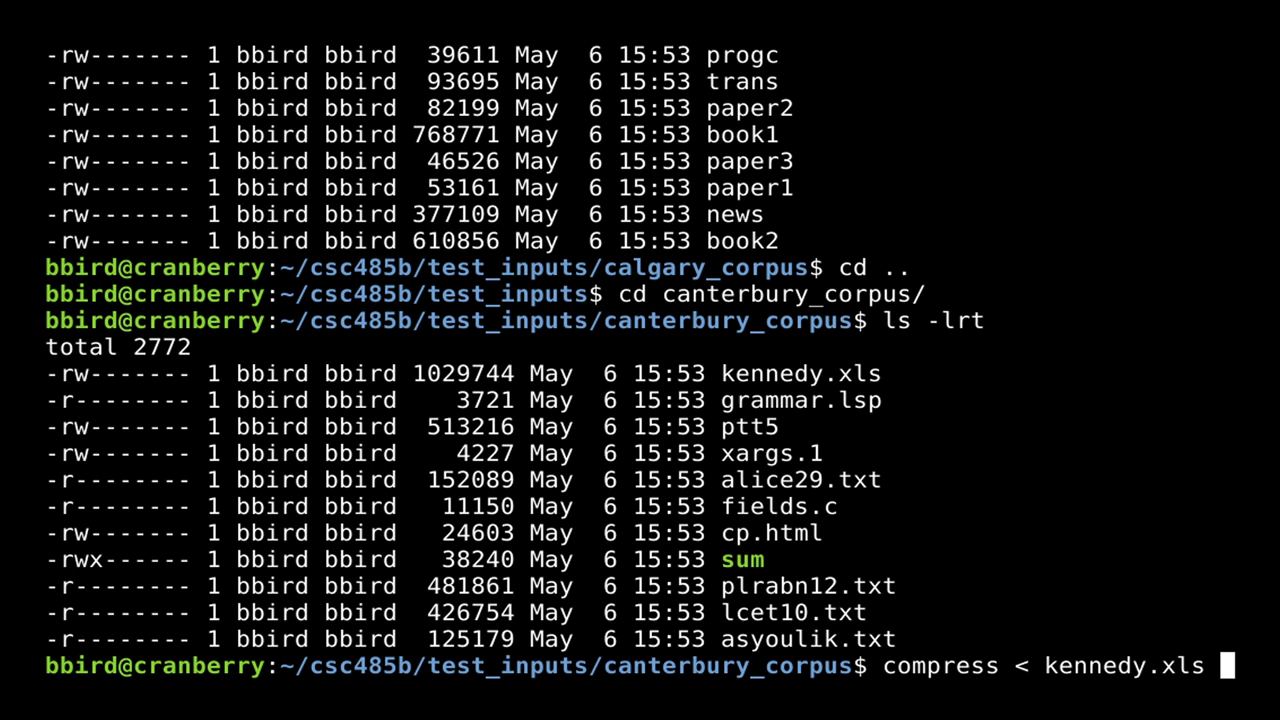 -rw------- 1 bbird bbird  39611 May  6 15:53 progc
-rw------- 1 bbird bbird  93695 May  6 15:53 trans
-rw------- 1 bbird bbird  82199 May  6 15:53 paper2
-rw------- 1 bbird bbird 768771 May  6 15:53 book1
-rw------- 1 bbird bbird  46526 May  6 15:53 paper3
-rw------- 1 bbird bbird  53161 May  6 15:53 paper1
-rw------- 1 bbird bbird 377109 May  6 15:53 news
-rw------- 1 bbird bbird 610856 May  6 15:53 book2
bbird@cranberry:~/csc485b/test_inputs/calgary_corpus$ cd ..
bbird@cranberry:~/csc485b/test_inputs$ cd canterbury_corpus/
bbird@cranberry:~/csc485b/test_inputs/canterbury_corpus$ ls -lrt
total 2772
-rw------- 1 bbird bbird 1029744 May  6 15:53 kennedy.xls
-r-------- 1 bbird bbird    3721 May  6 15:53 grammar.lsp
-rw------- 1 bbird bbird  513216 May  6 15:53 ptt5
-rw------- 1 bbird bbird    4227 May  6 15:53 xargs.1
-r-------- 1 bbird bbird  152089 May  6 15:53 alice29.txt
-r-------- 1 bbird bbird   11150 May  6 15:53 fields.c
-rw------- 1 bbird bbird   24603 May  6 15:53 cp.html
-rwx------ 1 bbird bbird   38240 May  6 15:53 sum
-r-------- 1 bbird bbird  481861 May  6 15:53 plrabn12.txt
-r-------- 1 bbird bbird  426754 May  6 15:53 lcet10.txt
-r-------- 1 bbird bbird  125179 May  6 15:53 asyoulik.txt
bbird@cranberry:~/csc485b/test_inputs/canterbury_corpus$ compress < kennedy.xls